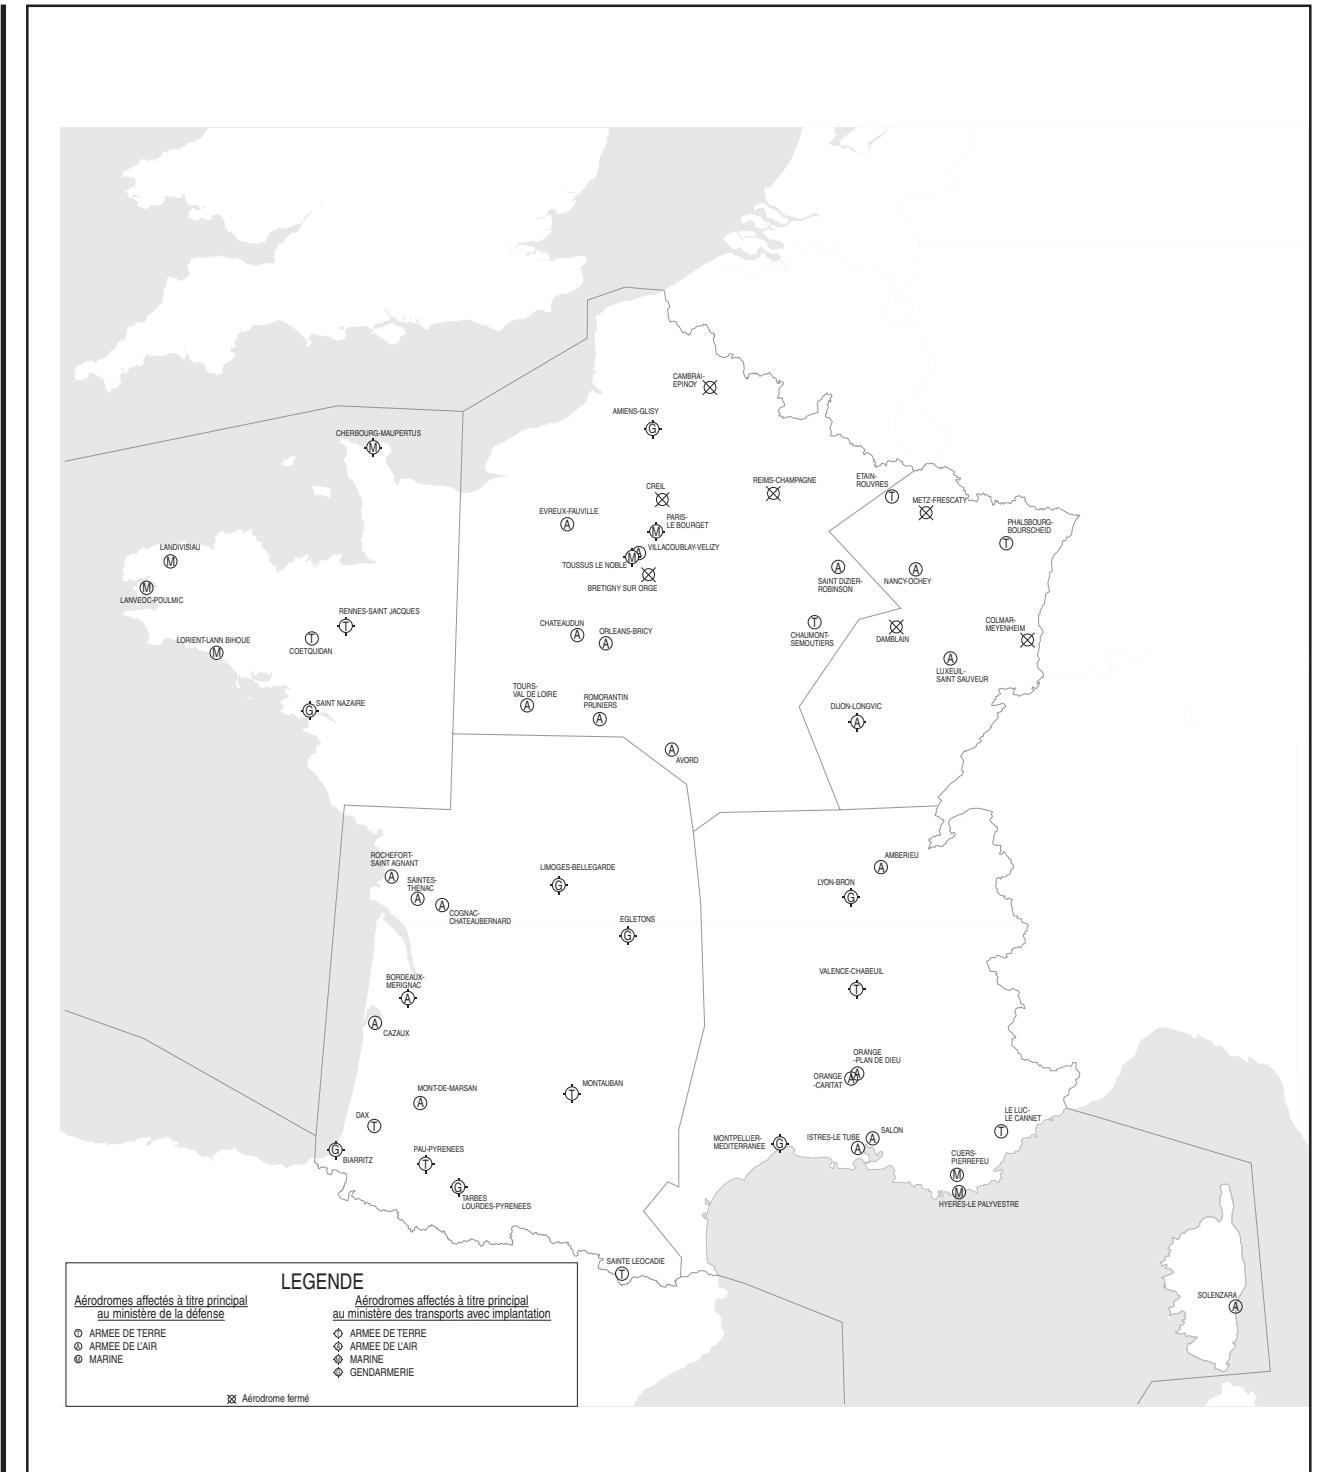 CAMBRAI-
EPINOY
AMIENS-GLISY
G
CHERBOURG-MAUPERTUS
M
CREIL
REIMS-CHAMPAGNE
ETAIN-
ROUVRES
T
METZ-FRESCATY
EVREUX-FAUVILLE
A
PARIS-
LE BOURGET
M
PHALSBOURG-
BOURSCHEID
T
LANDIVISIAU
M
VILLACOUBLAY-VELIZY
A
TOUSSUS LE NOBLE
M
BRETIGNY SUR ORGE
SAINT DIZIER-
ROBINSON
A
NANCY-OCHEY
A
LANVEOC-POULMIC
M
RENNES-SAINT JACQUES
T
LORIENT-LANN BIHOUE
M
COETQUIDAN
T
CHATEAUDUN
A
ORLEANS-BRICY
A
CHAUMONT-
SEMOUTIERS
T
DAMBLAIN
COLMAR-
MEYENHEIM
LUXEUIL-
SAINT SAUVEUR
A
SAINT NAZAIRE
G
TOURS-
VAL DE LOIRE
A
ROMORANTIN
PRUNIERS
A
DIJON-LONGVIC
A
AVORD
A
ROCHEFORT-
SAINT AGNANT
A
SAINTES-
THENAC
A
COGNAC-
CHATEAUBERNARD
A
LIMOGES-BELLEGARDE
G
AMBERIEU
A
LYON-BRON
G
EGLETONS
G
BORDEAUX-
MERIGNAC
A
VALENCE-CHABEUIL
T
CAZAUX
A
ORANGE
-PLAN DE DIEU
A
ORANGE
-CARITAT
A
MONT-DE-MARSAN
A
MONTAUBAN
T
DAX
T
LE LUC-
LE CANNET
T
BIARRITZ
G
PAU-PYRENEES
T
MONTPELLIER-
MEDITERRANEE
G
ISTRES-LE TUBE
A
SALON
A
CUERS-
PIERREFEU
M
TARBES
LOURDES-PYRENEES
G
HYERES-LE PALYVESTRE
M
SAINTE LEOCADIE
T
SOLENZARA
A
LEGENDE
Aérodromes affectés à titre principal
au ministère de la défense
T ARMEE DE TERRE
A ARMEE DE L'AIR
M MARINE
Aérodromes affectés à titre principal
au ministère des transports avec implantation
T ARMEE DE TERRE
A ARMEE DE L'AIR
M MARINE
G GENDARMERIE
Aérodrome fermé